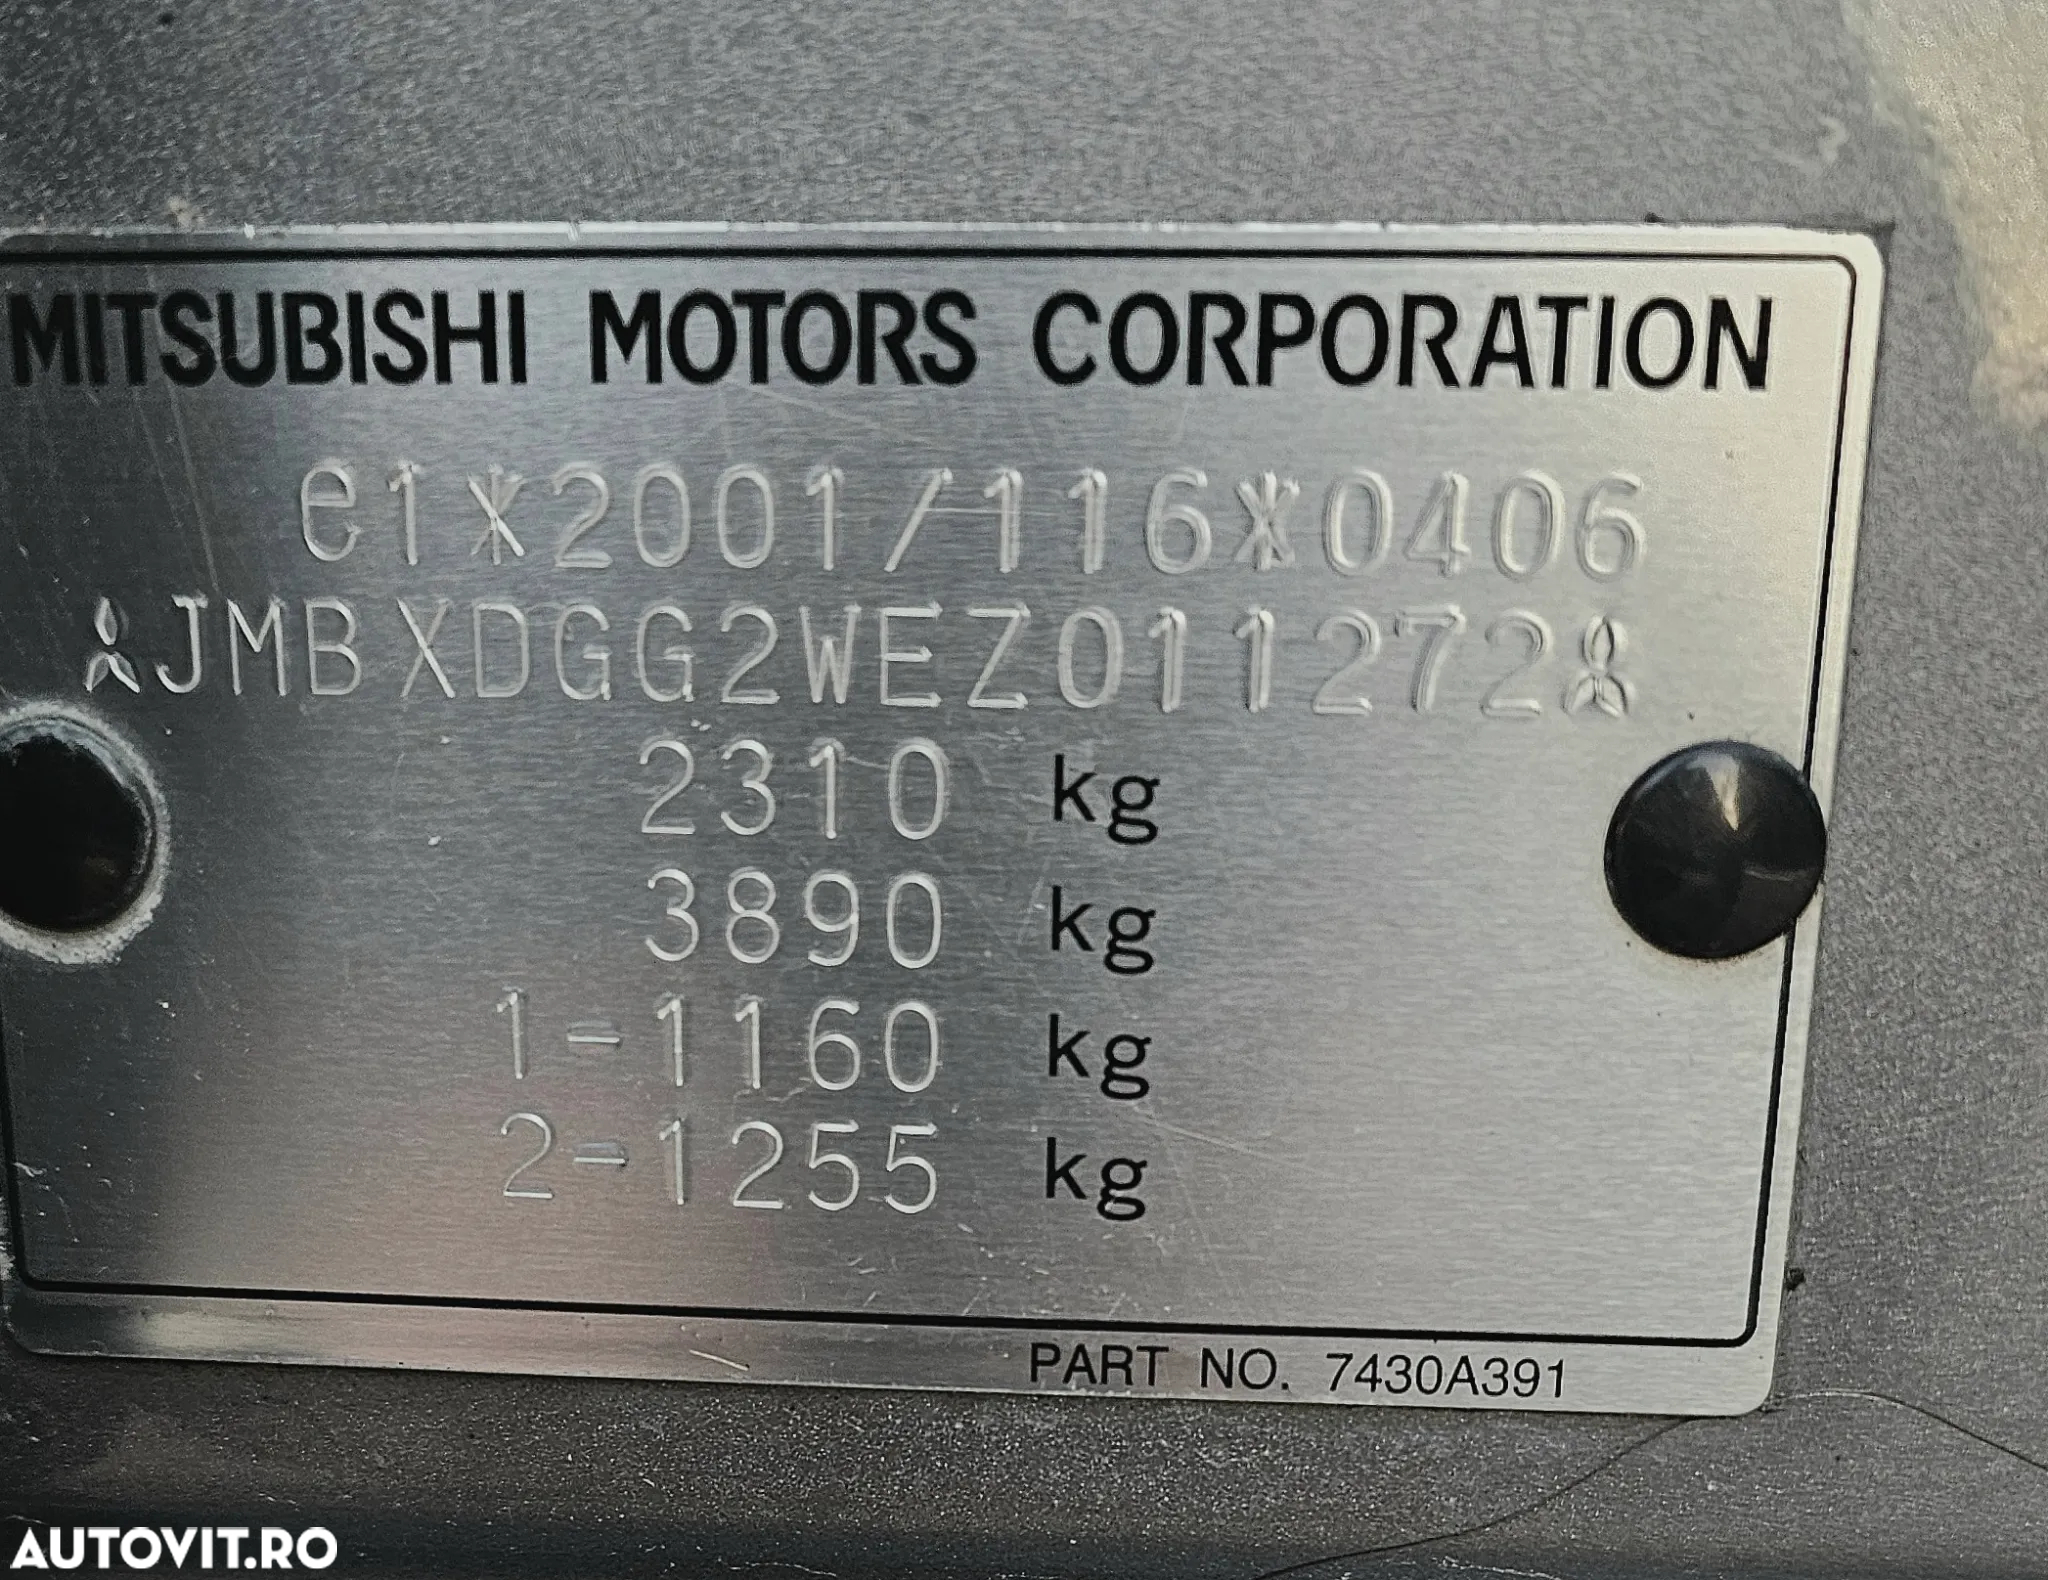 MITSUBISHI MOTORS CORPORATION
e1*2001/116*0406
JMBXDGG2WEZ011272
2310 kg
3890 kg
1-1160 kg
2-1255 kg
PART NO. 7430A391
AUTOVIT.RO